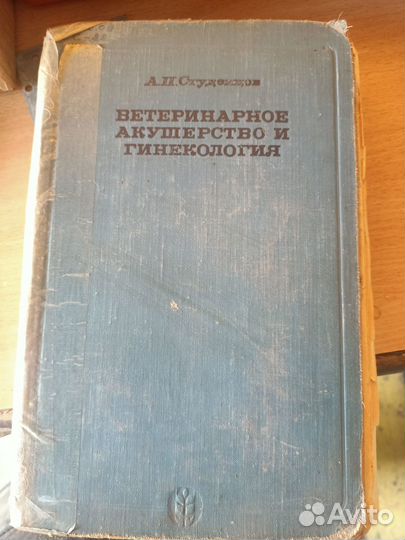 А.П.Студенцов
ВЕТЕРИНАРНОЕ
АКУШЕРСТВО И
ГИНЕКОЛОГИЯ
Avito